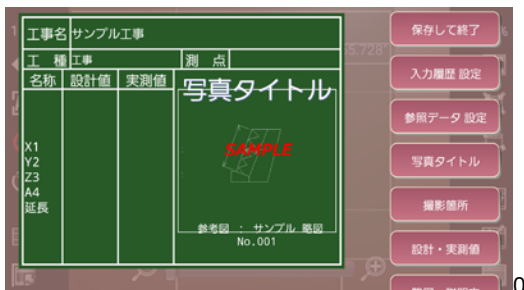 工事名 サンプル工事
工 種 工事 測 点
名称 設計値 実測値
写真タイトル
X1
Y2
Z3
A4
延長
SAMPLE
参考図 : サンプル 略図
No.001
5.728°
保存して終了
入力履歴 設定
参照データ 設定
写真タイトル
撮影箇所
設計・実測値
0